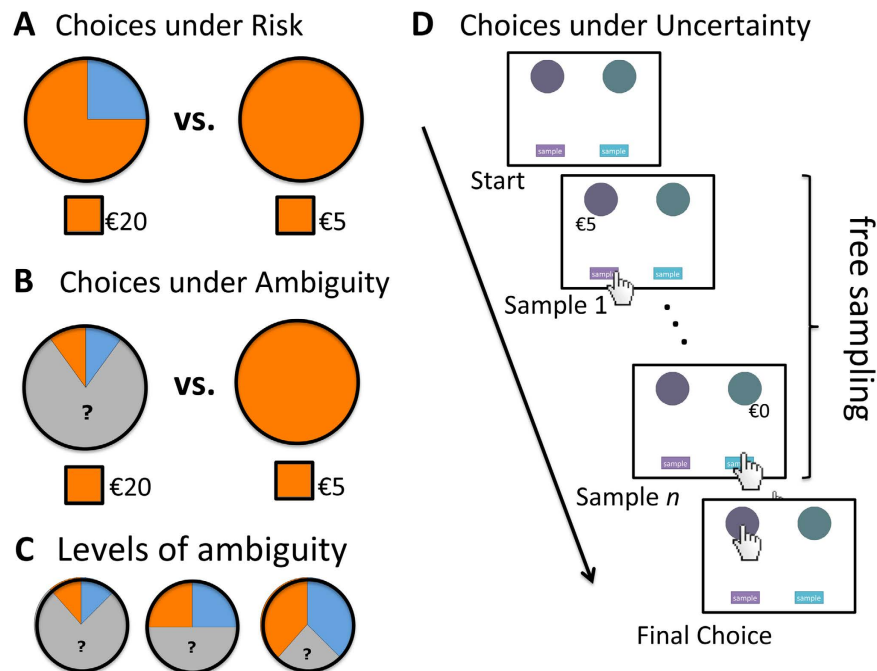 A Choices under Risk
vs.
€20
€5
B Choices under Ambiguity
?
vs.
€20
€5
C Levels of ambiguity
?
?
?
D Choices under Uncertainty
sample
sample
Start
€5
sample
sample
Sample 1
€0
sample
Sample n
free sampling
sample
sample
Final Choice